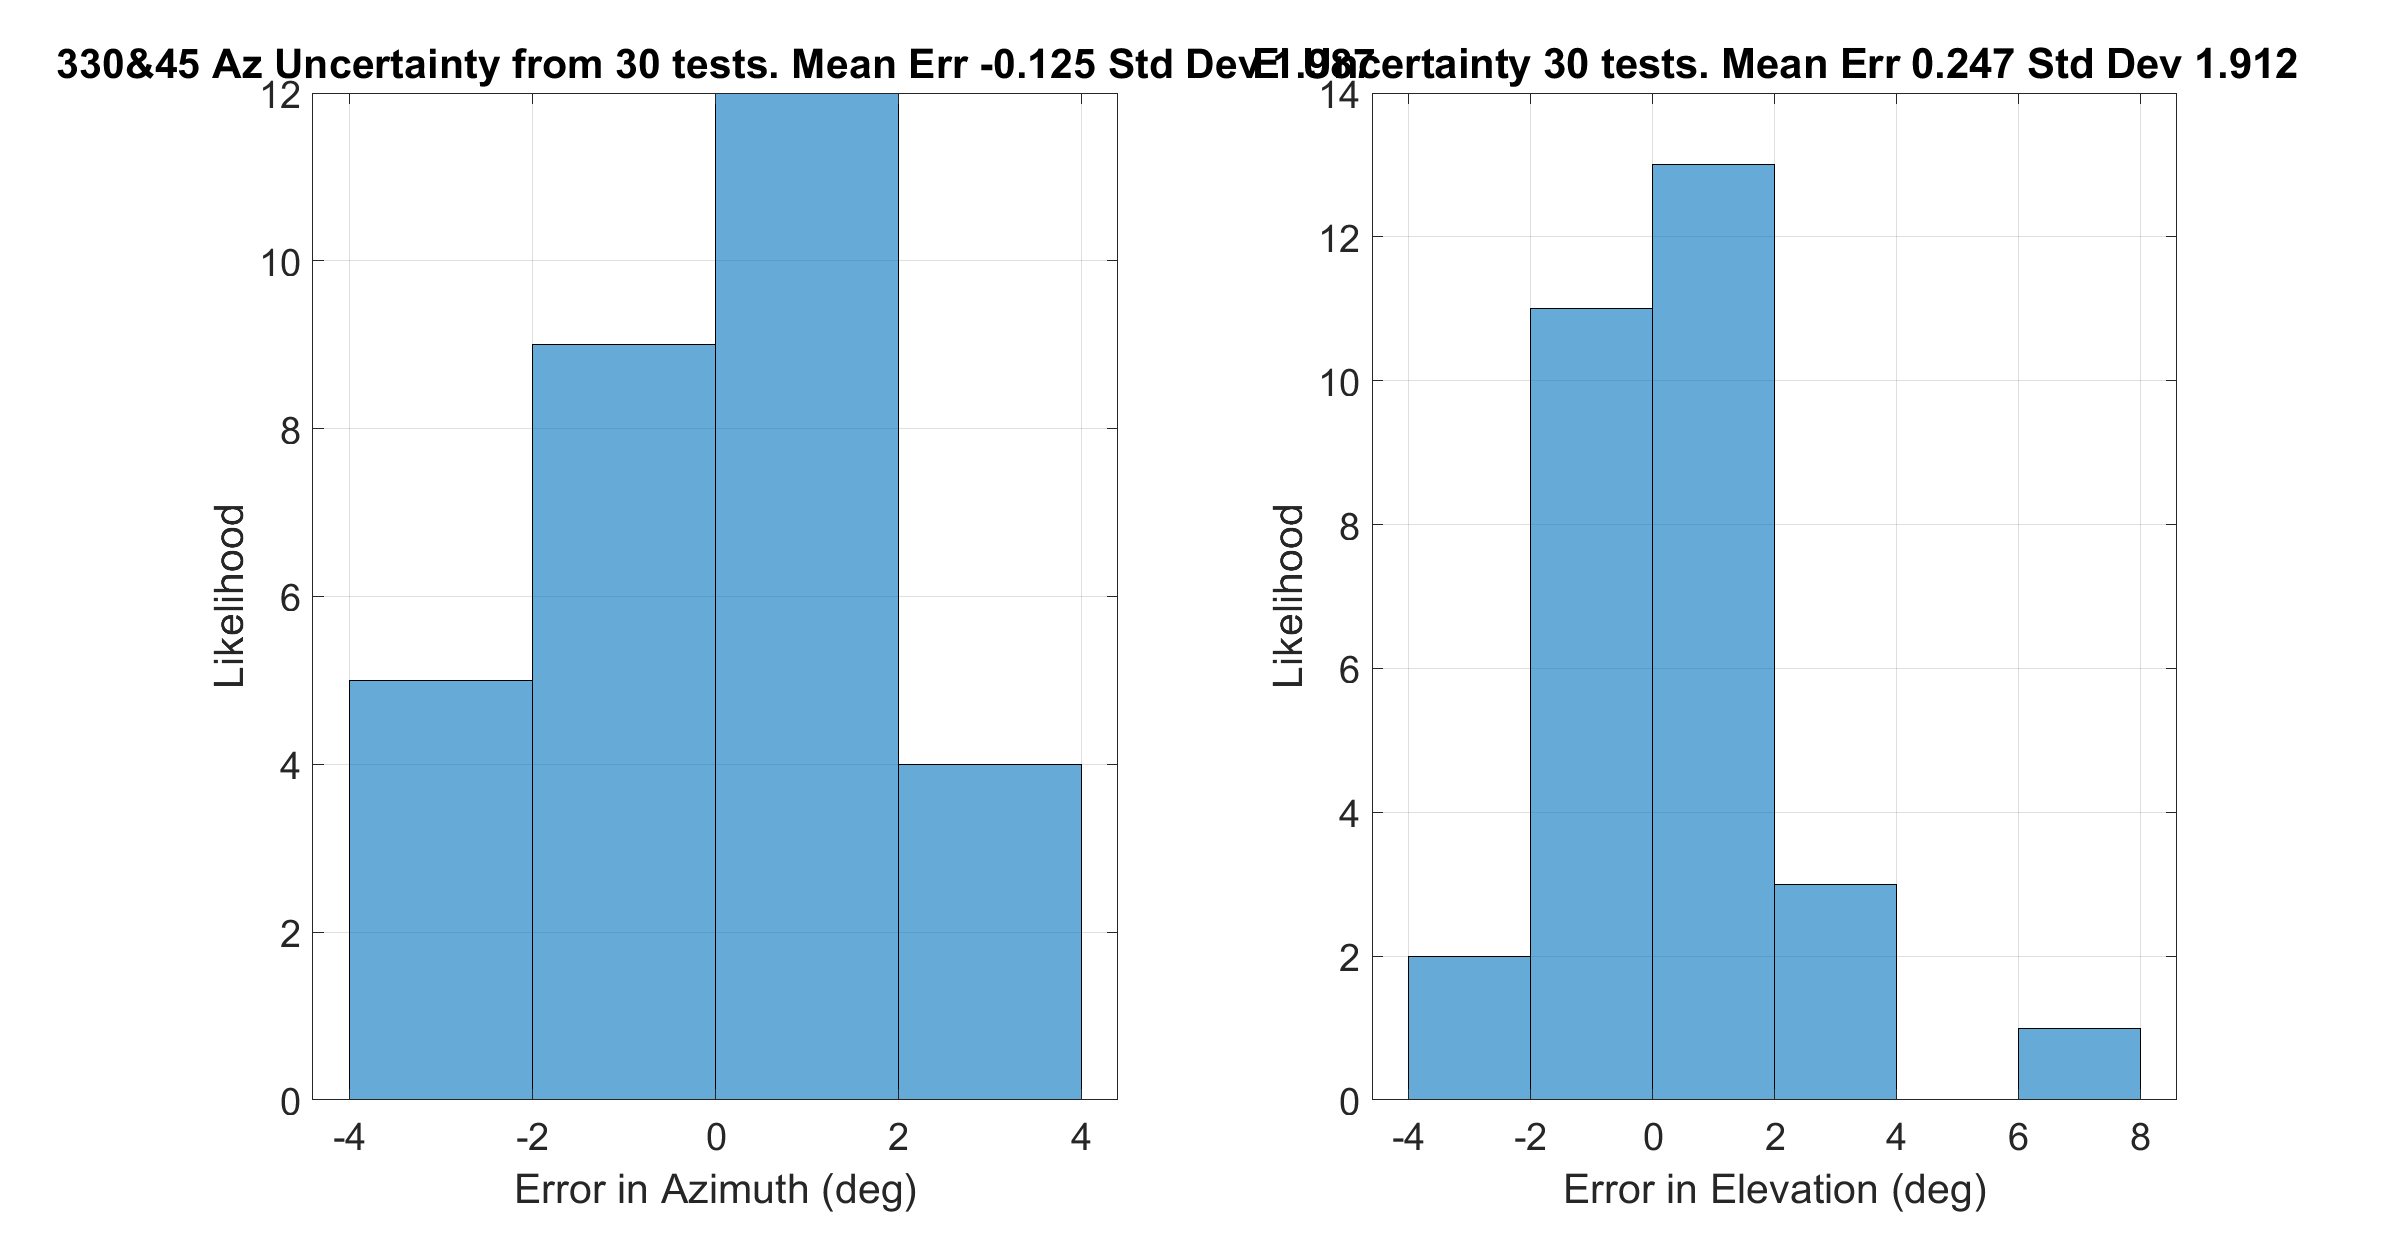 330&45 Az Uncertainty from 30 tests. Mean Err -0.125 Std Dev 1.987
El Uncertainty 30 tests. Mean Err 0.247 Std Dev 1.912
12
10
8
6
4
2
0
Likelihood
-4 -2 0 2 4
Error in Azimuth (deg)
14
12
10
8
6
4
2
0
Likelihood
-4 -2 0 2 4 6 8
Error in Elevation (deg)